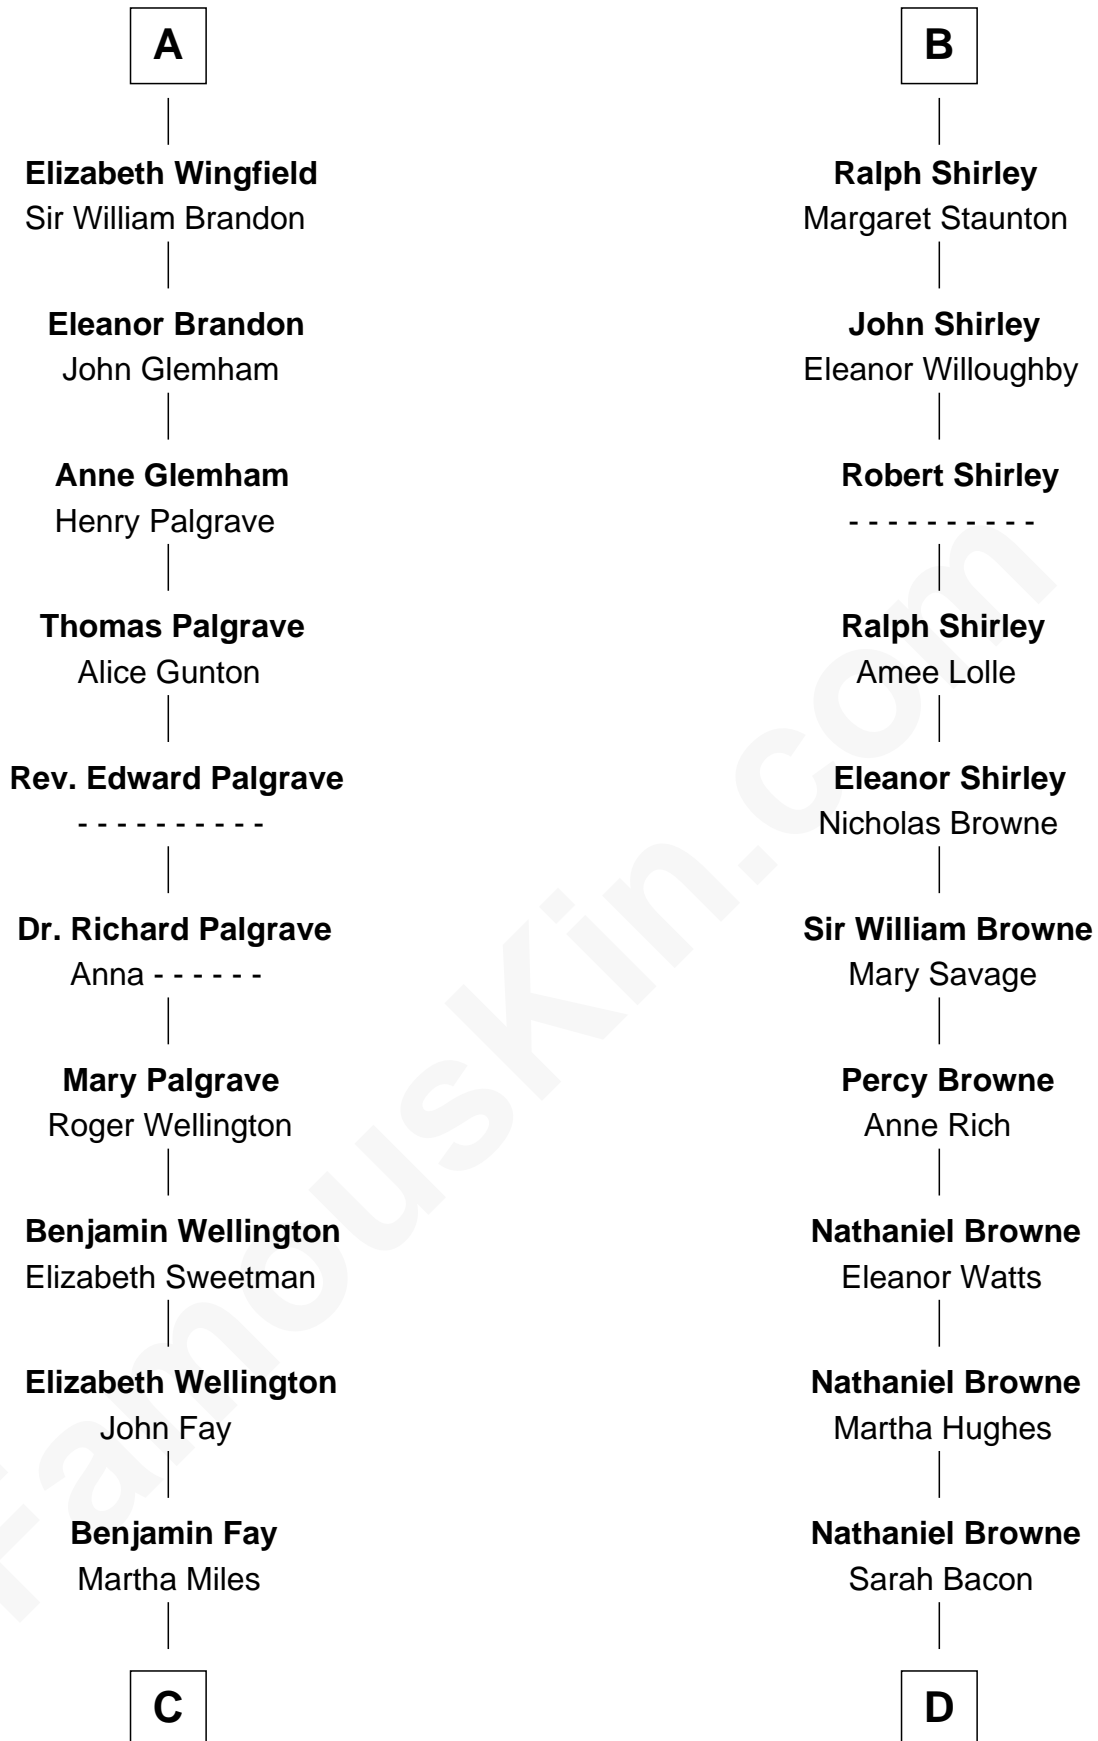 A
Elizabeth Wingfield
Sir William Brandon
Eleanor Brandon
John Glemham
Anne Glemham
Henry Palgrave
Thomas Palgrave
Alice Gunton
Rev. Edward Palgrave
- - - - - - - - - -
Dr. Richard Palgrave
Anna - - - - - -
Mary Palgrave
Roger Wellington
Benjamin Wellington
Elizabeth Sweetman
Elizabeth Wellington
John Fay
Benjamin Fay
Martha Miles
C
B
Ralph Shirley
Margaret Staunton
John Shirley
Eleanor Willoughby
Robert Shirley
- - - - - - - - - -
Ralph Shirley
Amee Lolle
Eleanor Shirley
Nicholas Browne
Sir William Browne
Mary Savage
Percy Browne
Anne Rich
Nathaniel Browne
Eleanor Watts
Nathaniel Browne
Martha Hughes
Nathaniel Browne
Sarah Bacon
D
FamousKin.com